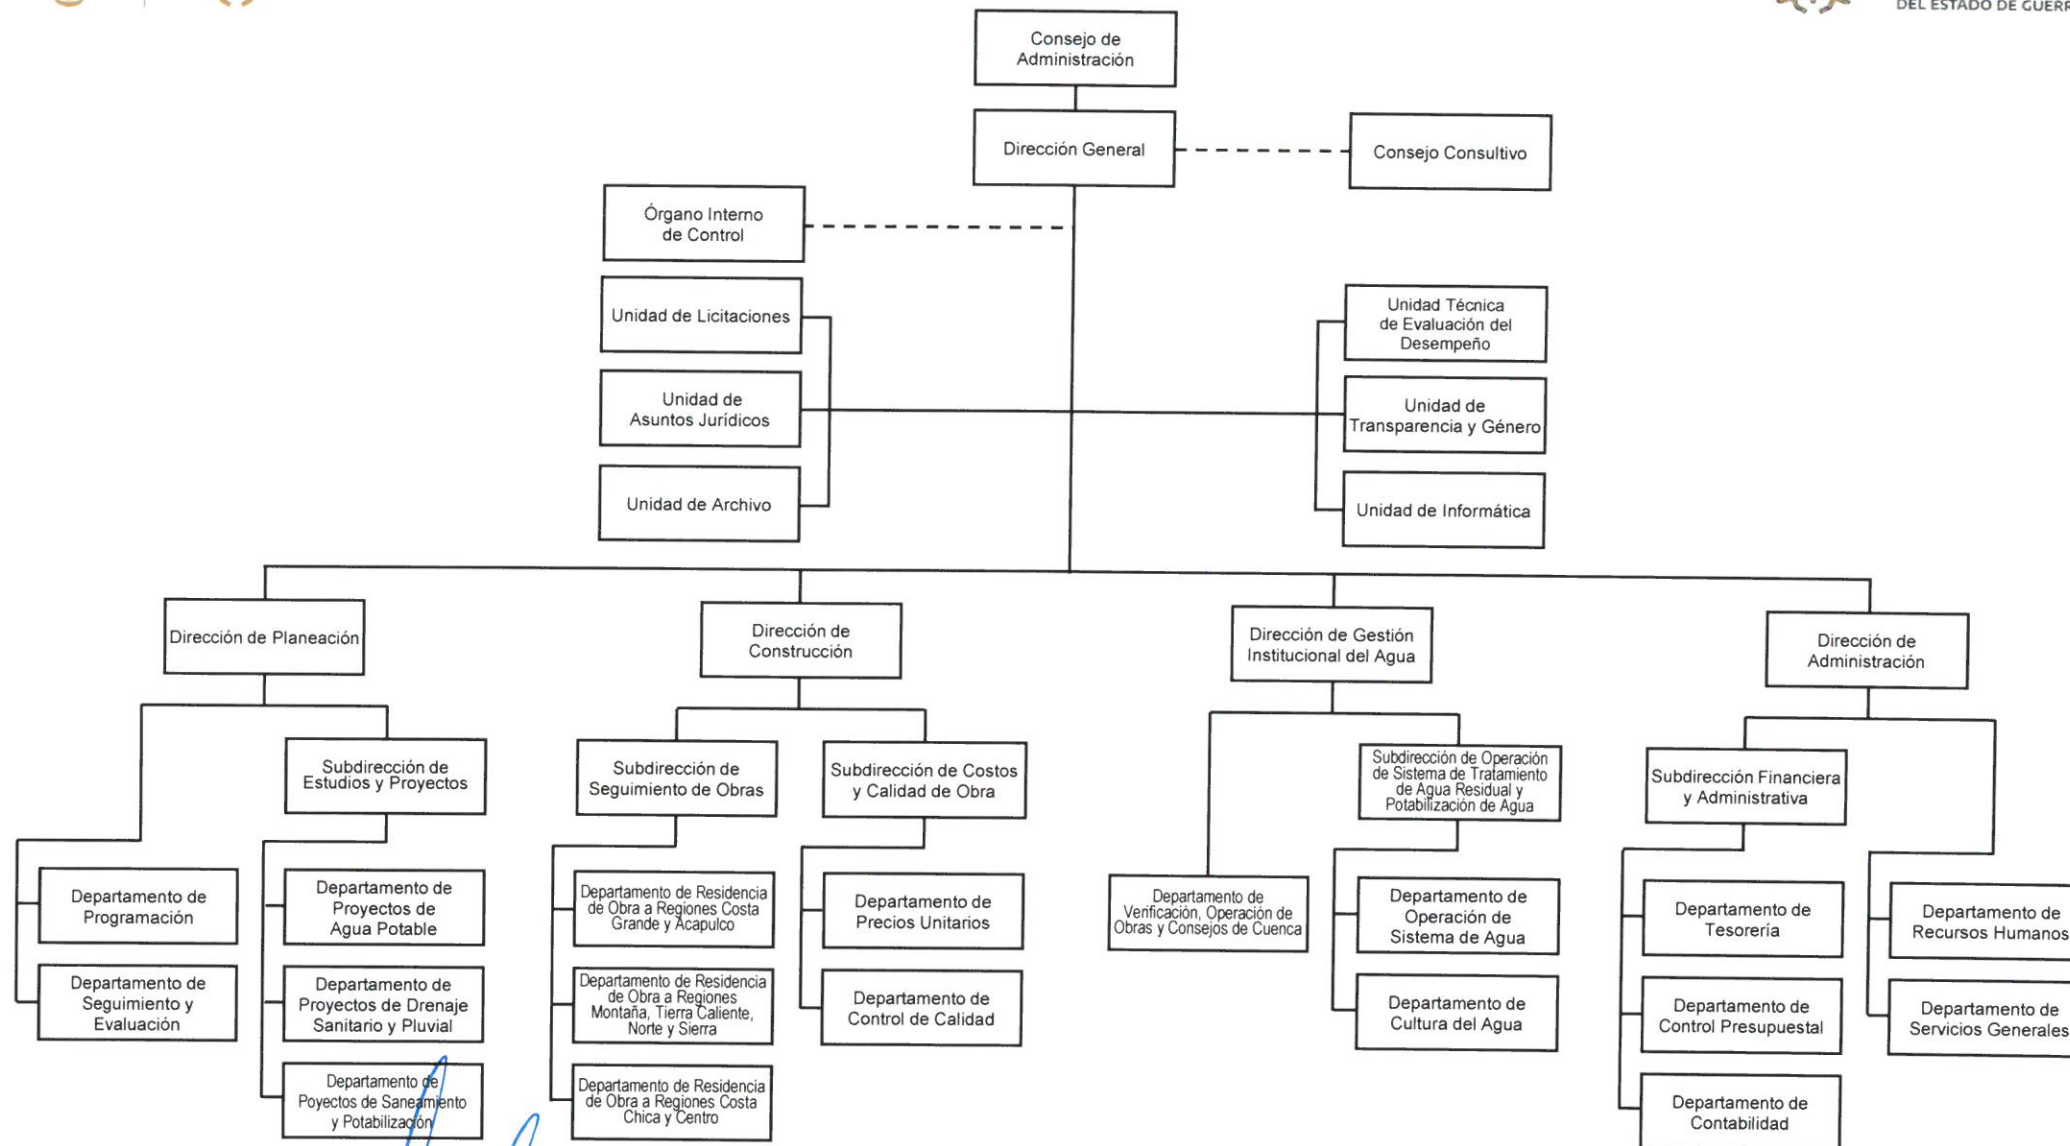 DEL ESTADO DE GUERR
Consejo de
Administración
Dirección General
Consejo Consultivo
Órgano Interno
de Control
Unidad de Licitaciones
Unidad Técnica
de Evaluación del
Desempeño
Unidad de
Asuntos Jurídicos
Unidad de
Transparencia y Género
Unidad de Archivo
Unidad de Informática
Dirección de Planeación
Dirección de
Construcción
Dirección de Gestión
Institucional del Agua
Dirección de
Administración
Subdirección de
Estudios y Proyectos
Subdirección de
Seguimiento de Obras
Subdirección de Costos
y Calidad de Obra
Subdirección de Operación
de Sistema de Tratamiento
de Agua Residual y
Potabilización de Agua
Subdirección Financiera
y Administrativa
Departamento de
Programación
Departamento de
Proyectos de
Agua Potable
Departamento de Residencia
de Obra a Regiones Costa
Grande y Acapulco
Departamento de
Precios Unitarios
Departamento de
Verificación, Operación de
Obras y Consejos de Cuenca
Departamento de
Operación de
Sistema de Agua
Departamento de
Tesorería
Departamento de
Recursos Humanos
Departamento de
Seguimiento y
Evaluación
Departamento de
Proyectos de Drenaje
Sanitario y Pluvial
Departamento de Residencia
de Obra a Regiones
Montaña, Tierra Caliente,
Norte y Sierra
Departamento de
Control de Calidad
Departamento de
Cultura del Agua
Departamento de
Control Presupuestal
Departamento de
Servicios Generales
Departamento de
Poyectos de Saneamiento
y Potabilización
Departamento de Residencia
de Obra a Regiones Costa
Chica y Centro
Departamento de
Contabilidad